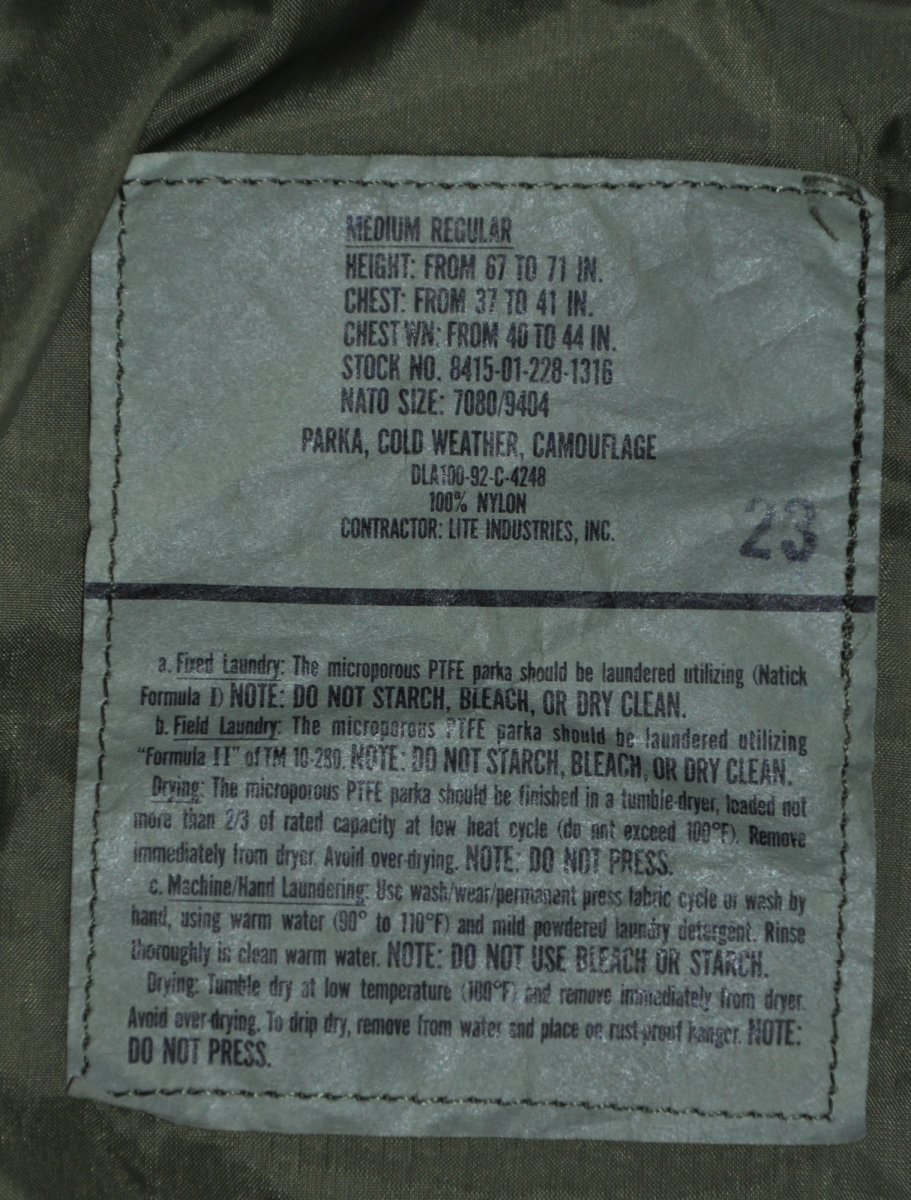 MEDIUM REGULAR
HEIGHT: FROM 67 TO 71 IN.
CHEST: FROM 37 TO 41 IN.
CHEST WN: FROM 40 TO 44 IN.
STOCK NO. 8415-01-228-1316
NATO SIZE: 7080/9404
PARKA, COLD WEATHER, CAMOUFLAGE
DLA100-92-C-4248
100% NYLON
CONTRACTOR: LITE INDUSTRIES, INC.
23
a. Fixed Laundry: The microporous PTFE parka should be laundered utilizing (Natick
Formula I) NOTE: DO NOT STARCH, BLEACH, OR DRY CLEAN.
b. Field Laundry: The microporous PTFE parka should be laundered utilizing
"Formula II" of TM 10-280. NOTE: DO NOT STARCH, BLEACH, OR DRY CLEAN.
Drying: The microporous PTFE parka should be finished in a tumble-dryer, loaded not
more than 2/3 of rated capacity at low heat cycle (do not exceed 100°F). Remove
immediately from dryer. Avoid over-drying. NOTE: DO NOT PRESS.
c. Machine/Hand Laundering: Use wash/wear/permanent press fabric cycle or wash by
hand, using warm water (90° to 110°F) and mild powdered laundry detergent. Rinse
thoroughly in clean warm water. NOTE: DO NOT USE BLEACH OR STARCH.
Drying: Tumble dry at low temperature (100°F) and remove immediately from dryer.
Avoid over-drying. To drip dry, remove from water and place on rust-proof hanger. NOTE:
DO NOT PRESS.